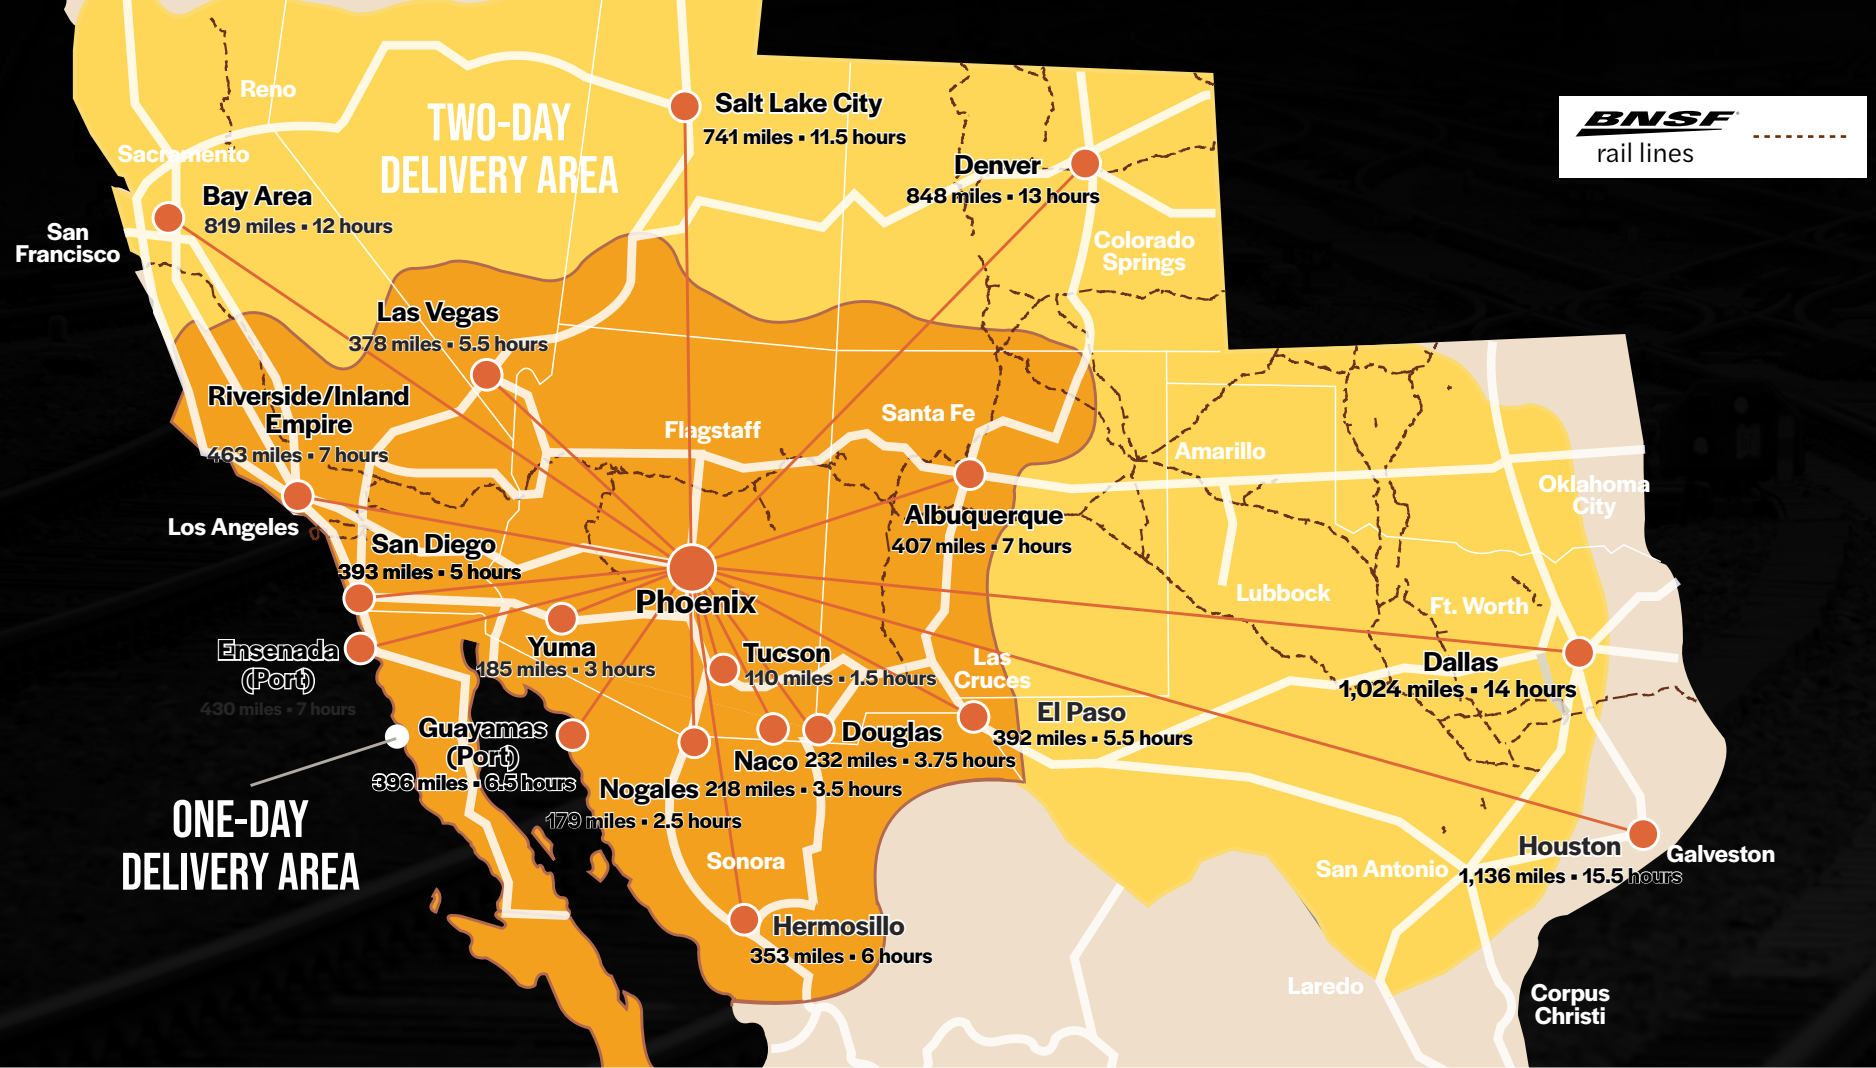 Reno
TWO-DAY
DELIVERY AREA
Salt Lake City
741 miles ▪ 11.5 hours
BNSF
rail lines
Sacramento
Denver
848 miles ▪ 13 hours
Bay Area
819 miles ▪ 12 hours
San
Francisco
Colorado
Springs
Las Vegas
378 miles ▪ 5.5 hours
Riverside/Inland
Empire
463 miles ▪ 7 hours
Flagstaff
Santa Fe
Amarillo
Oklahoma
City
Los Angeles
Albuquerque
407 miles ▪ 7 hours
San Diego
393 miles ▪ 5 hours
Phoenix
Lubbock
Ft. Worth
Ensenada
(Port)
430 miles ▪ 7 hours
Yuma
185 miles ▪ 3 hours
Tucson
110 miles ▪ 1.5 hours
Las
Cruces
Dallas
1,024 miles ▪ 14 hours
Guayamas
(Port)
396 miles ▪ 6.5 hours
El Paso
392 miles ▪ 5.5 hours
Douglas
232 miles ▪ 3.75 hours
Naco
218 miles ▪ 3.5 hours
Nogales
179 miles ▪ 2.5 hours
ONE-DAY
DELIVERY AREA
Sonora
San Antonio
Houston
1,136 miles ▪ 15.5 hours
Galveston
Hermosillo
353 miles ▪ 6 hours
Laredo
Corpus
Christi